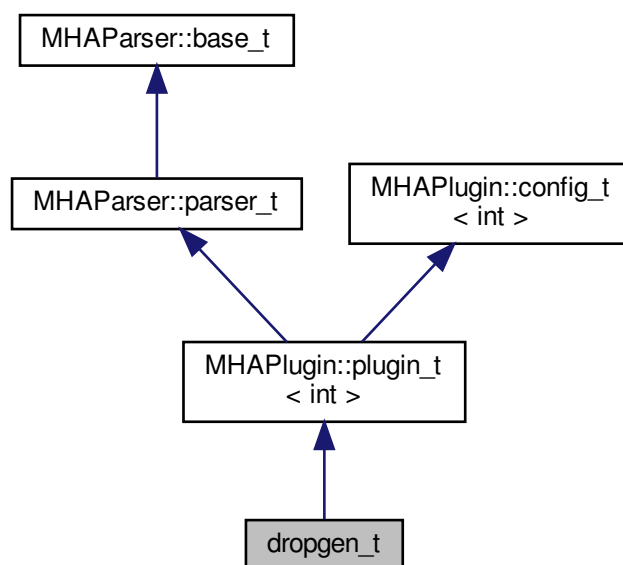 MHAParser::base_t
MHAParser::parser_t
MHAPlugin::config_t
< int >
MHAPlugin::plugin_t
< int >
dropgen_t